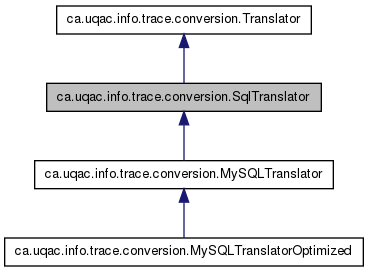 ca.uqac.info.trace.conversion.Translator
ca.uqac.info.trace.conversion.SqlTranslator
ca.uqac.info.trace.conversion.MySQLTranslator
ca.uqac.info.trace.conversion.MySQLTranslatorOptimized